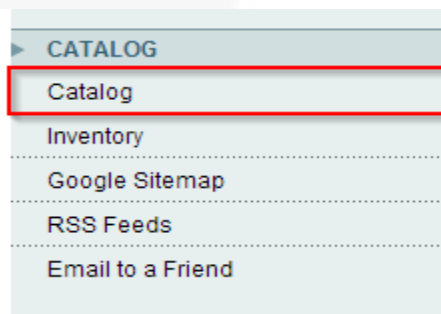 CATALOG
Catalog
Inventory
Google Sitemap
RSS Feeds
Email to a Friend